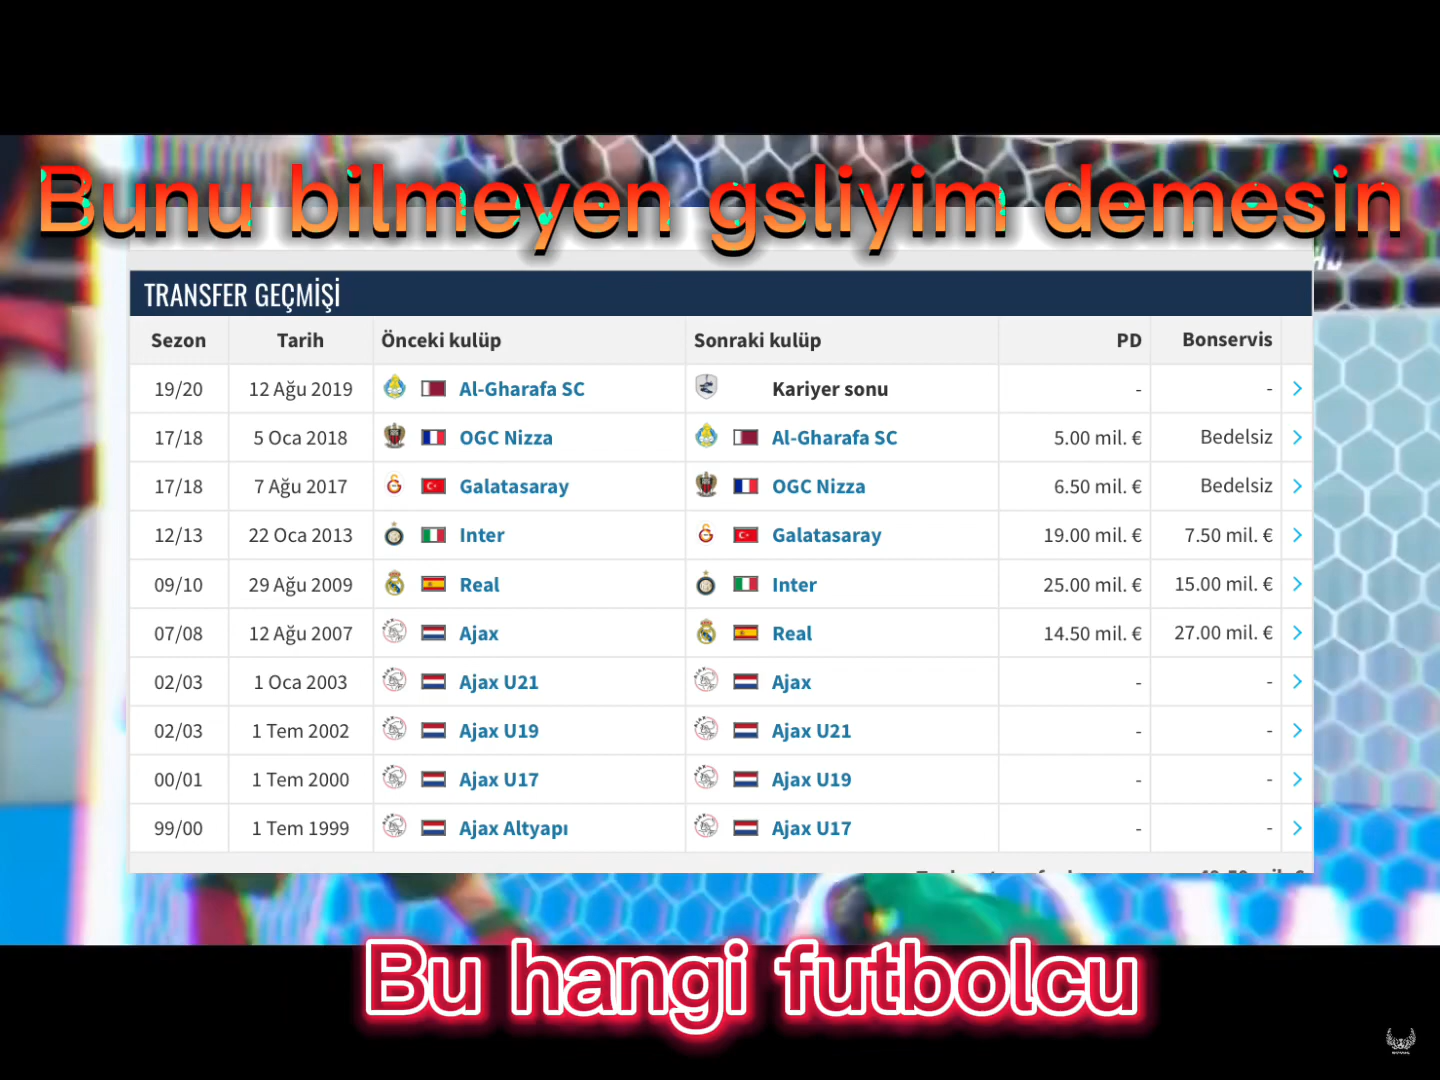 Bunu bilmeyen gsliyim demesin
TRANSFER GEÇMİŞİ
Sezon Tarih Önceki kulüp Sonraki kulüp PD Bonservis
19/20 12 Ağu 2019 Al-Gharafa SC Kariyer sonu - -
17/18 5 Oca 2018 OGC Nizza Al-Gharafa SC 5.00 mil. € Bedelsiz
17/18 7 Ağu 2017 Galatasaray OGC Nizza 6.50 mil. € Bedelsiz
12/13 22 Oca 2013 Inter Galatasaray 19.00 mil. € 7.50 mil. €
09/10 29 Ağu 2009 Real Inter 25.00 mil. € 15.00 mil. €
07/08 12 Ağu 2007 Ajax Real 14.50 mil. € 27.00 mil. €
02/03 1 Oca 2003 Ajax U21 Ajax - -
02/03 1 Tem 2002 Ajax U19 Ajax U21 - -
00/01 1 Tem 2000 Ajax U17 Ajax U19 - -
99/00 1 Tem 1999 Ajax Altyapı Ajax U17 - -
Bu hangi futbolcu